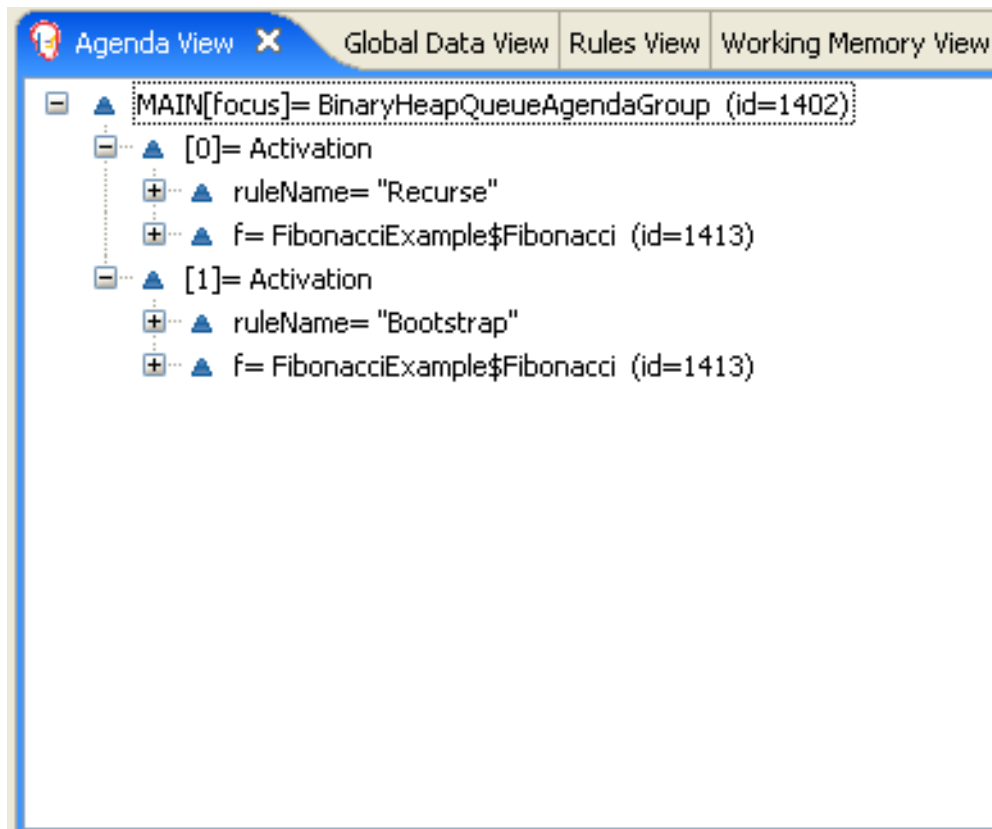 Agenda View Global Data View Rules View Working Memory View
MAIN[focus]= BinaryHeapQueueAgendaGroup (id=1402)
[0]= Activation
ruleName= "Recurse"
f= FibonacciExample$Fibonacci (id=1413)
[1]= Activation
ruleName= "Bootstrap"
f= FibonacciExample$Fibonacci (id=1413)